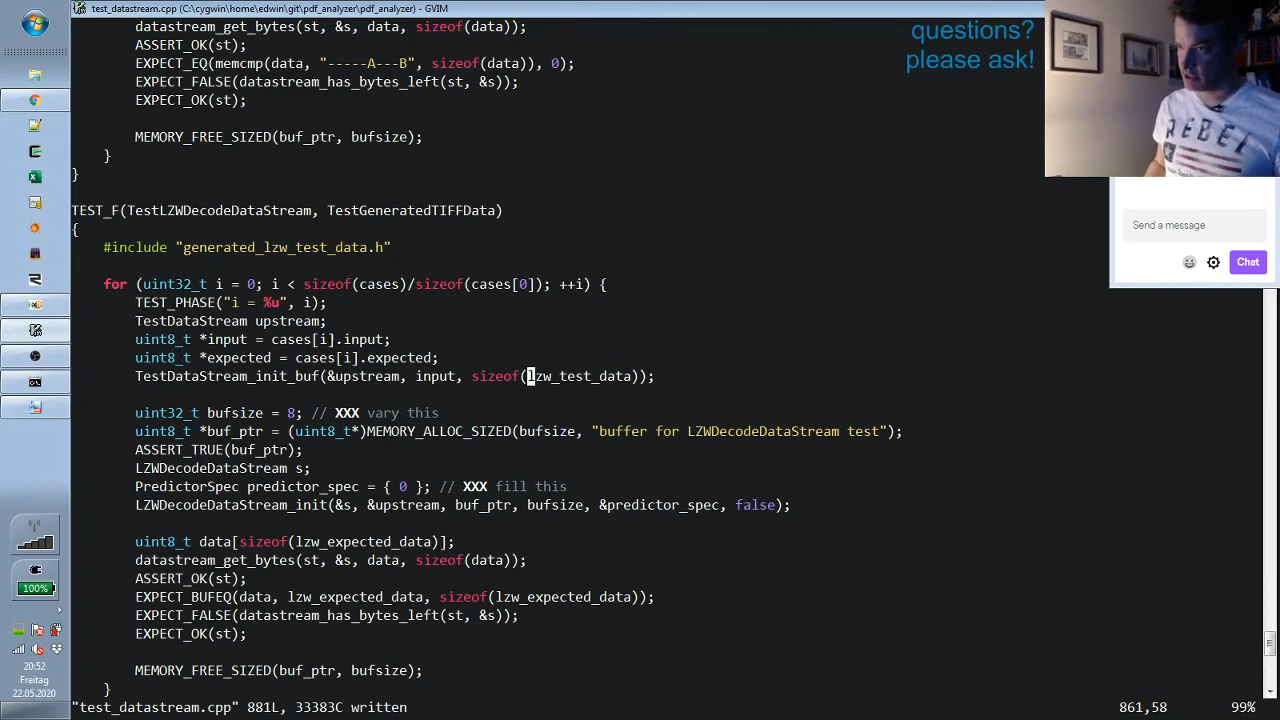 test_datastream.cpp (C:\cygwin\home\edwin\git\pdf_analyzer\pdf_analyzer) - GVIM
datastream_get_bytes(st, &s, data, sizeof(data));
ASSERT_OK(st);
EXPECT_EQ(memcmp(data, "-----A---B", sizeof(data)), 0);
EXPECT_FALSE(datastream_has_bytes_left(st, &s));
EXPECT_OK(st);
MEMORY_FREE_SIZED(buf_ptr, bufsize);
}
}
TEST_F(TestLZWDecodeDataStream, TestGeneratedTIFFData)
{
#include "generated_lzw_test_data.h"
for (uint32_t i = 0; i < sizeof(cases)/sizeof(cases[0]); ++i) {
TEST_PHASE("i = %u", i);
TestDataStream upstream;
uint8_t *input = cases[i].input;
uint8_t *expected = cases[i].expected;
TestDataStream_init_buf(&upstream, input, sizeof(lzw_test_data));
uint32_t bufsize = 8; // XXX vary this
uint8_t *buf_ptr = (uint8_t*)MEMORY_ALLOC_SIZED(bufsize, "buffer for LZWDecodeDataStream test");
ASSERT_TRUE(buf_ptr);
LZWDecodeDataStream s;
PredictorSpec predictor_spec = { 0 }; // XXX fill this
LZWDecodeDataStream_init(&s, &upstream, buf_ptr, bufsize, &predictor_spec, false);
uint8_t data[sizeof(lzw_expected_data)];
datastream_get_bytes(st, &s, data, sizeof(data));
ASSERT_OK(st);
EXPECT_BUFEQ(data, lzw_expected_data, sizeof(lzw_expected_data));
EXPECT_FALSE(datastream_has_bytes_left(st, &s));
EXPECT_OK(st);
MEMORY_FREE_SIZED(buf_ptr, bufsize);
}
"test_datastream.cpp" 881L, 33383C written
861,58
99%
questions?
please ask!
REBEL
Send a message
Chat
100%
20:52
Freitag
22.05.2020